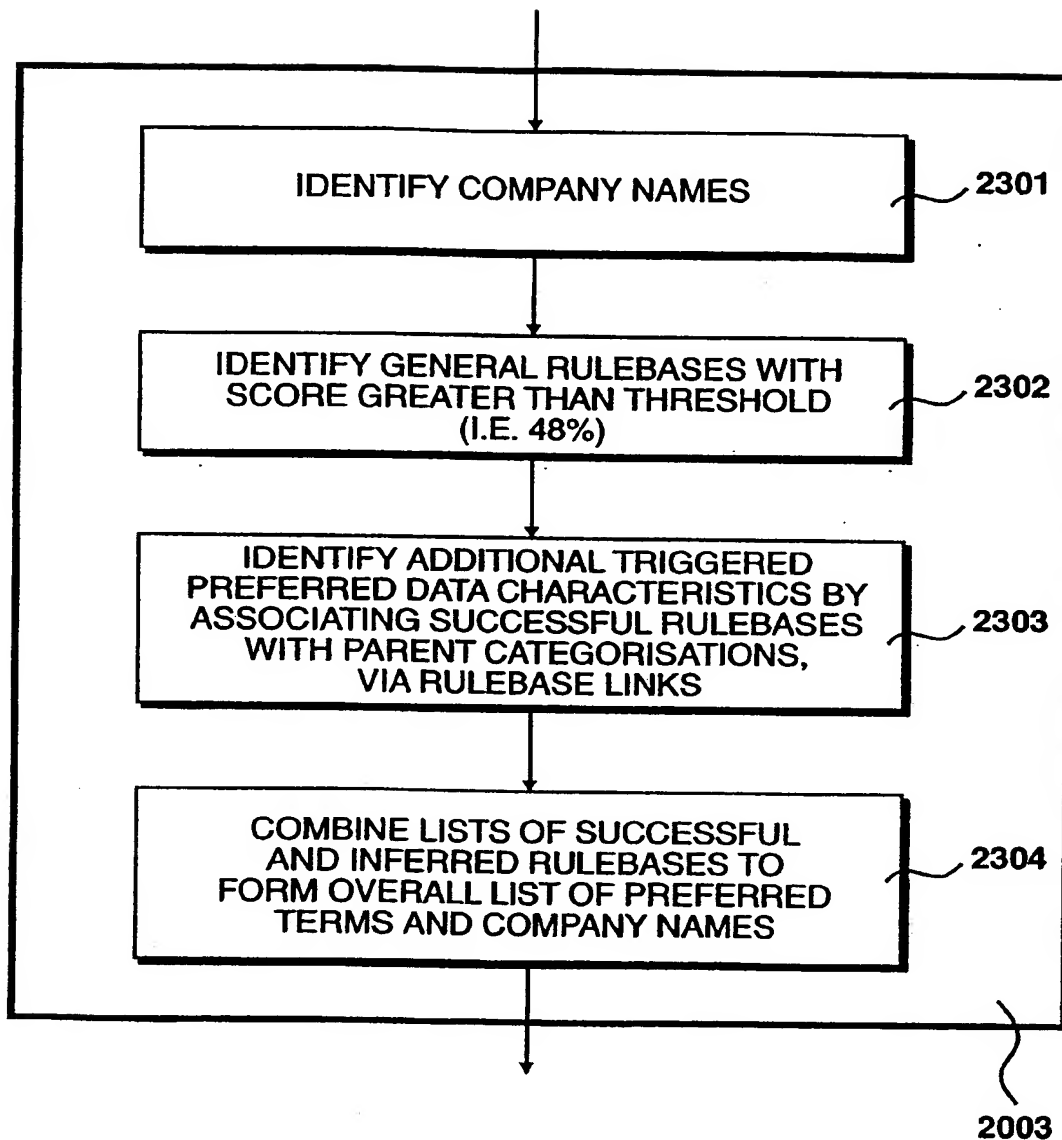 IDENTIFY COMPANY NAMES
2301
IDENTIFY GENERAL RULEBASES WITH
SCORE GREATER THAN THRESHOLD
(I.E. 48%)
2302
IDENTIFY ADDITIONAL TRIGGERED
PREFERRED DATA CHARACTERISTICS BY
ASSOCIATING SUCCESSFUL RULEBASES
WITH PARENT CATEGORISATIONS,
VIA RULEBASE LINKS
2303
COMBINE LISTS OF SUCCESSFUL
AND INFERRED RULEBASES TO
FORM OVERALL LIST OF PREFERRED
TERMS AND COMPANY NAMES
2304
2003